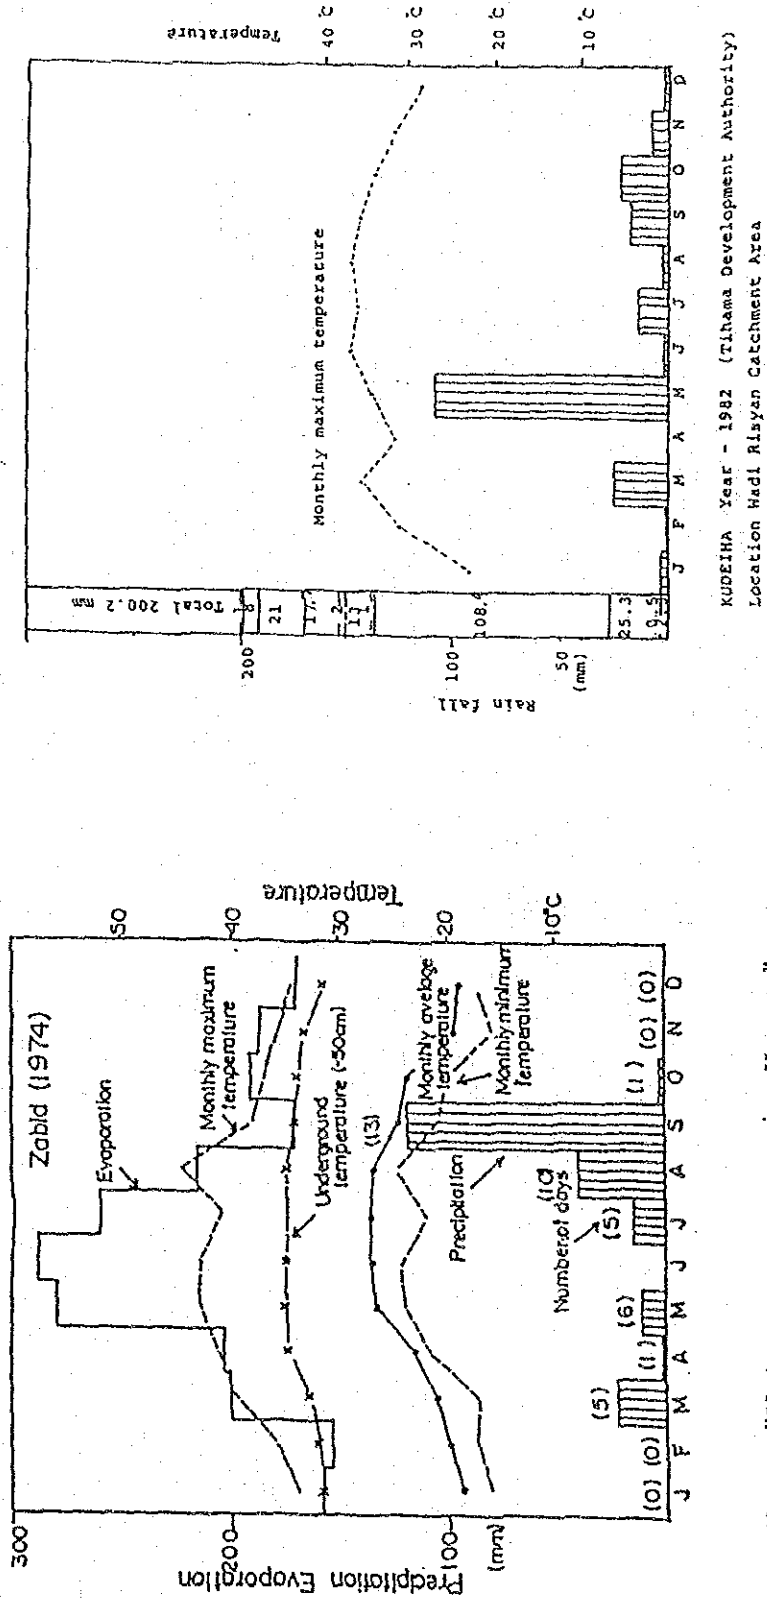 Zabid (1974)
Precipitation Evaporation
300
200
100
(mm)
Temperature
50
40
30
20
10°C
Evaporation
Monthly maximum
temperature
Underground
temperature (-50cm)
Monthly avelage
temperature
Monthly minimum
temperature
Precipitation
Number of days
(0) (0) (5) (1) (6) (5) (10) (13) (1) (0) (0)
J F M A M J J A S O N D
Rain fall
200
100
50
(mm)
Total 200.2 mm
21
108.4
25.3
Temperature
40°C
30°C
20°C
10°C
Monthly maximum temperature
J F M A M J J A S O N D
KUDEIHA Year - 1982 (Tihama Development Authority)
Location Wadi Risyan Catchment Area